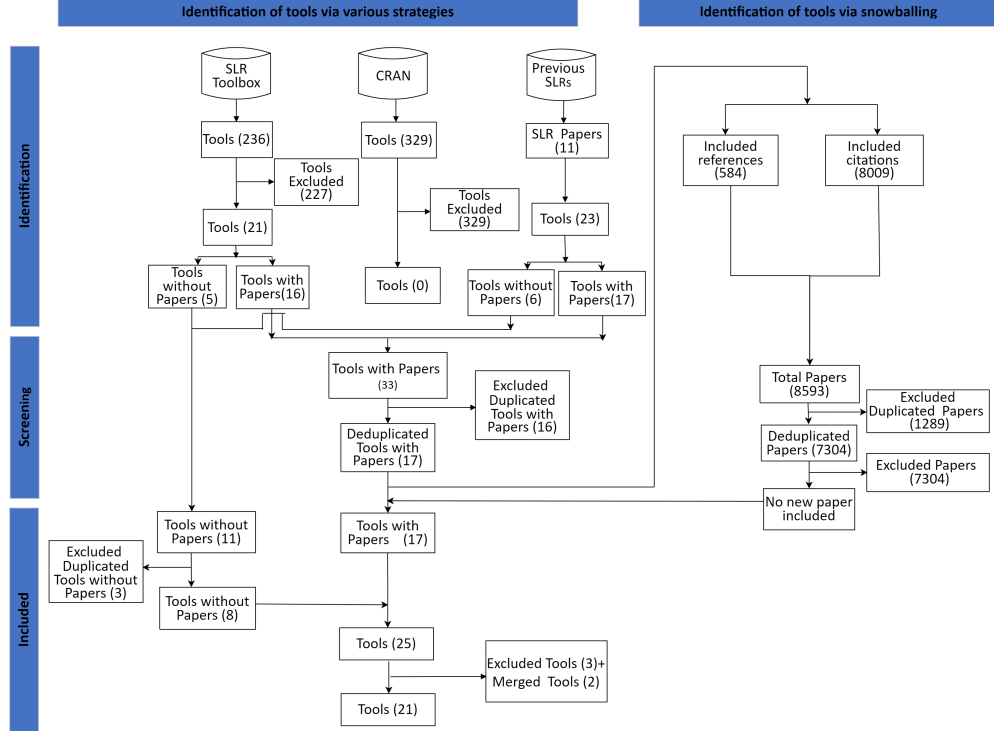 Identification of tools via various strategies
Identification of tools via snowballing
Identification
Screening
Included
SLR
Toolbox
CRAN
Previous
SLRs
Tools (236)
Tools (329)
SLR Papers
(11)
Tools
Excluded
(227)
Tools
Excluded
(329)
Tools (21)
Tools (23)
Tools
without
Papers (5)
Tools with
Papers(16)
Tools (0)
Tools without
Papers (6)
Tools with
Papers(17)
Included
references
(584)
Included
citations
(8009)
Tools with Papers
(33)
Excluded
Duplicated
Tools with
Papers (16)
Deduplicated
Tools with
Papers (17)
Total Papers
(8593)
Excluded
Duplicated Papers
(1289)
Deduplicated
Papers (7304)
Excluded Papers
(7304)
No new paper
included
Tools without
Papers (11)
Tools with
Papers (17)
Excluded
Duplicated
Tools without
Papers (3)
Tools without
Papers (8)
Tools (25)
Excluded Tools (3)+
Merged Tools (2)
Tools (21)